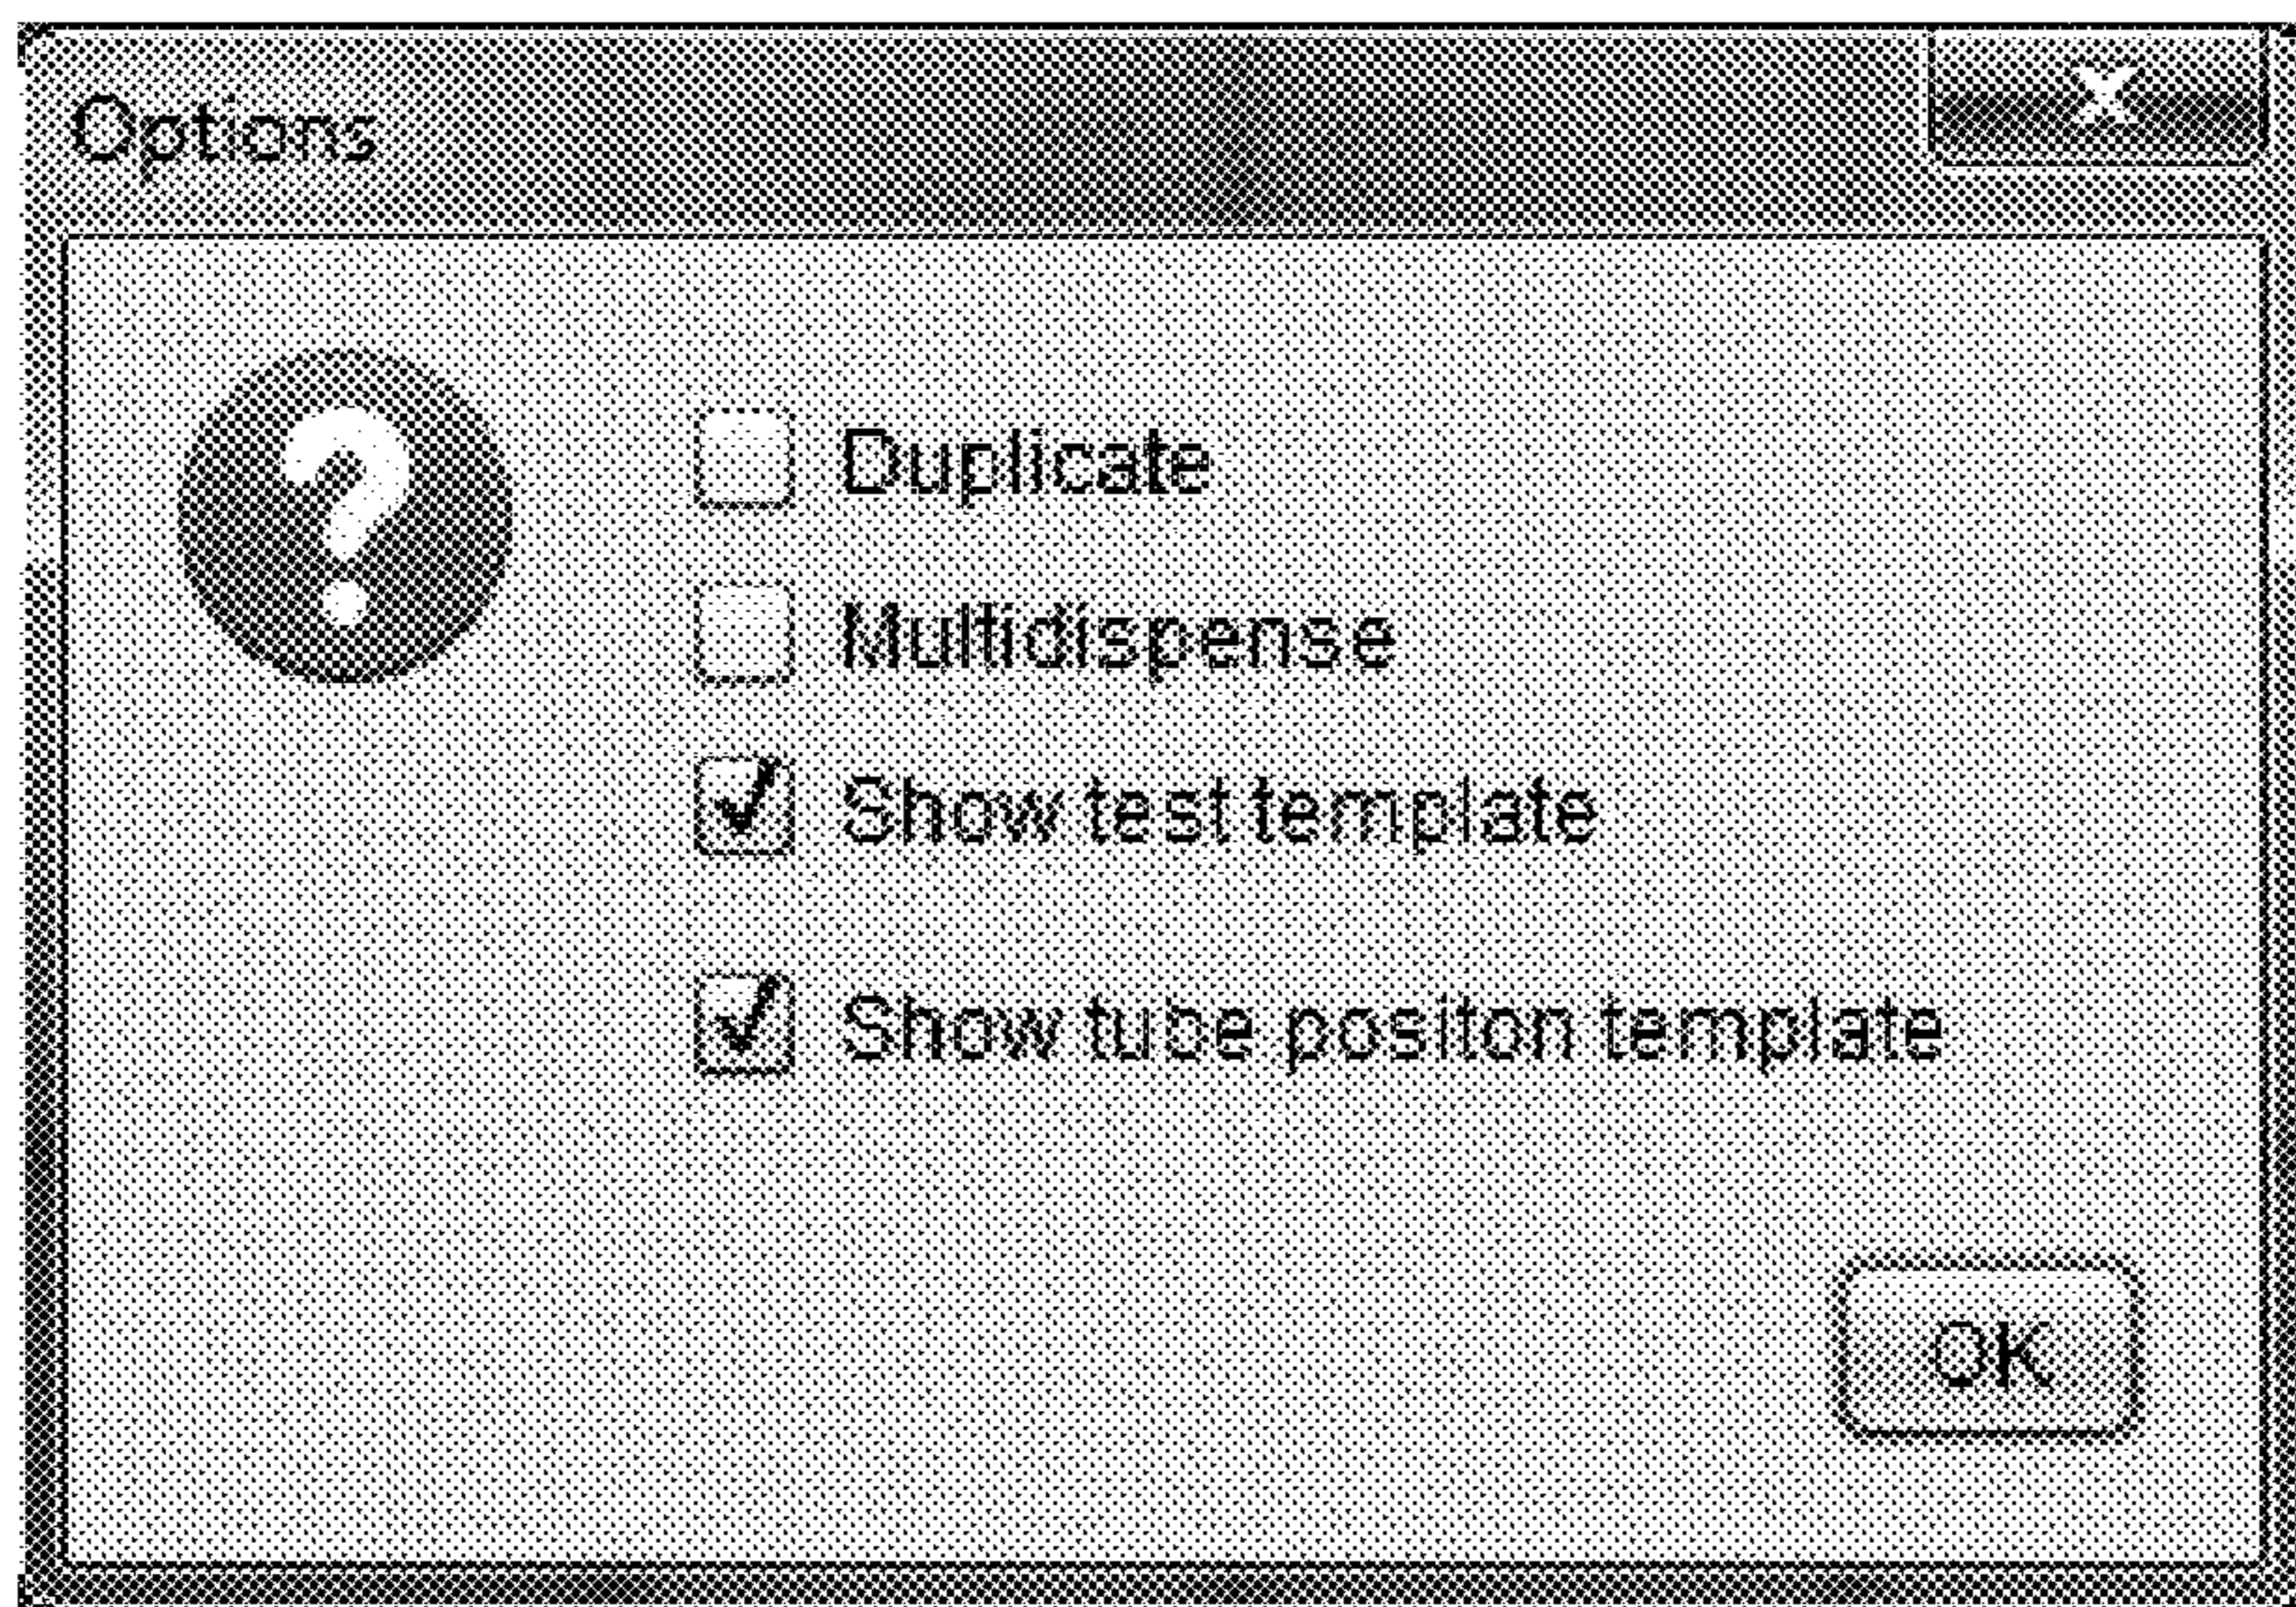 Options
Duplicate
Multidispense
Show test template
Show tube positon template
OK